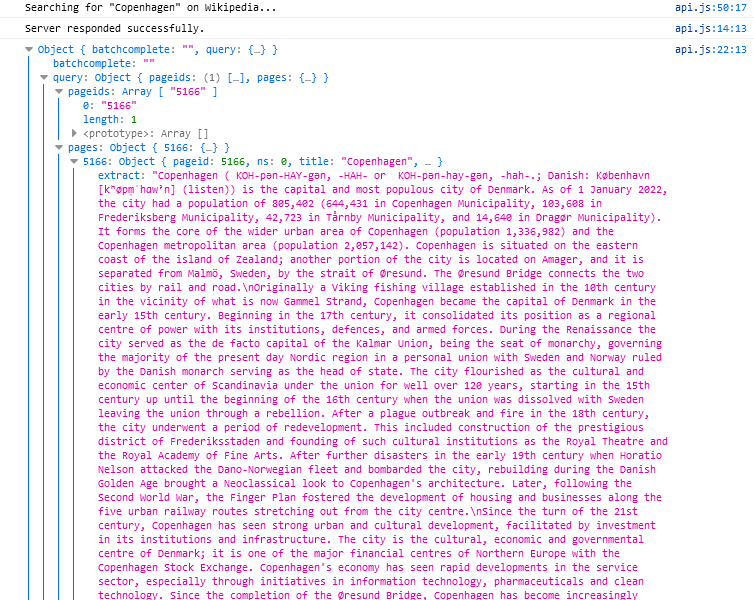 Searching for "Copenhagen" on Wikipedia... api.js:50:17
Server responded successfully. api.js:14:13
Object { batchcomplete: "", query: {…} } api.js:22:13
batchcomplete: ""
query: Object { pageids: (1) […], pages: {…} }
pageids: Array [ "5166" ]
0: "5166"
length: 1
<prototype>: Array []
pages: Object { 5166: {…} }
5166: Object { pageid: 5166, ns: 0, title: "Copenhagen", … }
extract: "Copenhagen ( KOH-pən-HAY-gən, -HAH- or  KOH-pən-hay-gən, -hah-.; Danish: København
[kʰøpm̩ˈhɑwˀn] (listen)) is the capital and most populous city of Denmark. As of 1 January 2022,
the city had a population of 805,402 (644,431 in Copenhagen Municipality, 103,608 in
Frederiksberg Municipality, 42,723 in Tårnby Municipality, and 14,640 in Dragør Municipality).
It forms the core of the wider urban area of Copenhagen (population 1,336,982) and the
Copenhagen metropolitan area (population 2,057,142). Copenhagen is situated on the eastern
coast of the island of Zealand; another portion of the city is located on Amager, and it is
separated from Malmö, Sweden, by the strait of Øresund. The Øresund Bridge connects the two
cities by rail and road.\nOriginally a Viking fishing village established in the 10th century
in the vicinity of what is now Gammel Strand, Copenhagen became the capital of Denmark in the
early 15th century. Beginning in the 17th century, it consolidated its position as a regional
centre of power with its institutions, defences, and armed forces. During the Renaissance the
city served as the de facto capital of the Kalmar Union, being the seat of monarchy, governing
the majority of the present day Nordic region in a personal union with Sweden and Norway ruled
by the Danish monarch serving as the head of state. The city flourished as the cultural and
economic center of Scandinavia under the union for well over 120 years, starting in the 15th
century up until the beginning of the 16th century when the union was dissolved with Sweden
leaving the union through a rebellion. After a plague outbreak and fire in the 18th century,
the city underwent a period of redevelopment. This included construction of the prestigious
district of Frederiksstaden and founding of such cultural institutions as the Royal Theatre and
the Royal Academy of Fine Arts. After further disasters in the early 19th century when Horatio
Nelson attacked the Dano-Norwegian fleet and bombarded the city, rebuilding during the Danish
Golden Age brought a Neoclassical look to Copenhagen's architecture. Later, following the
Second World War, the Finger Plan fostered the development of housing and businesses along the
five urban railway routes stretching out from the city centre.\nSince the turn of the 21st
century, Copenhagen has seen strong urban and cultural development, facilitated by investment
in its institutions and infrastructure. The city is the cultural, economic and governmental
centre of Denmark; it is one of the major financial centres of Northern Europe with the
Copenhagen Stock Exchange. Copenhagen's economy has seen rapid developments in the service
sector, especially through initiatives in information technology, pharmaceuticals and clean
technology. Since the completion of the Øresund Bridge, Copenhagen has become increasingly